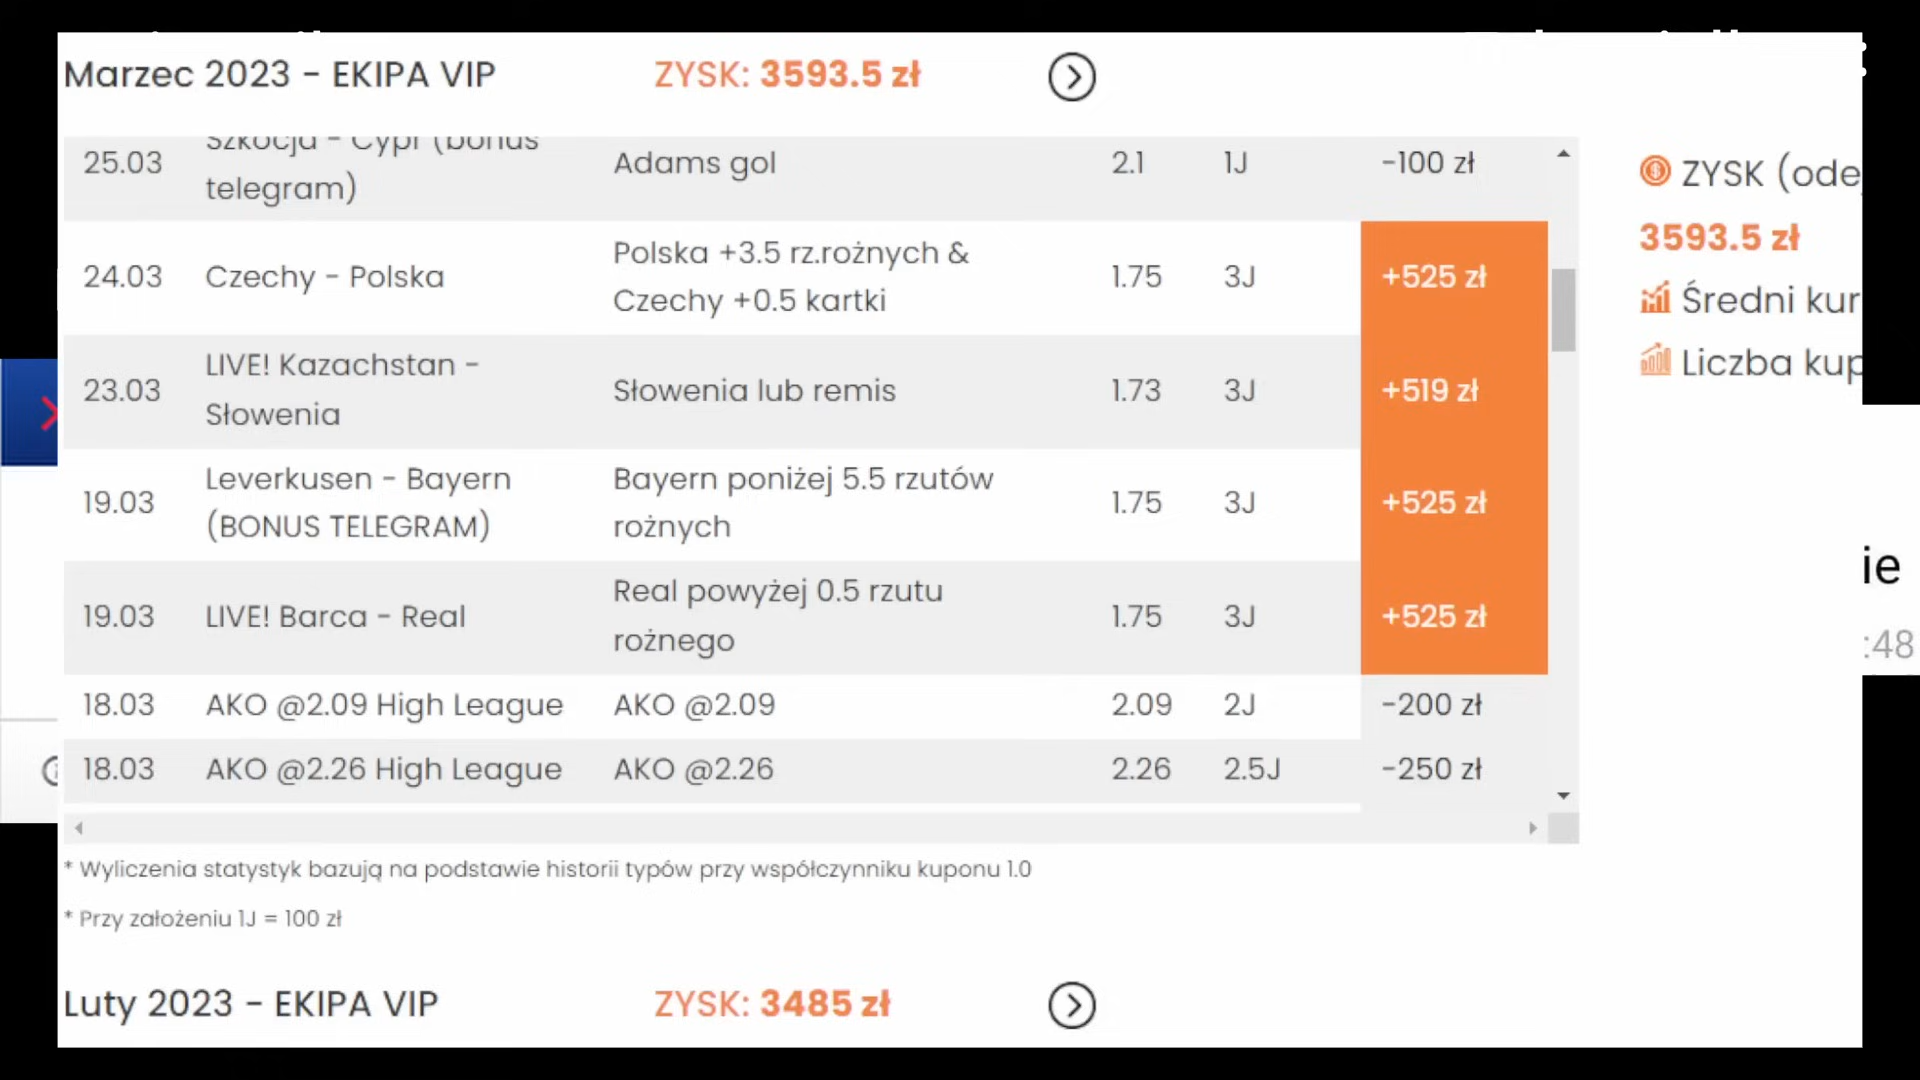 Marzec 2023 - EKIPA VIP ZYSK: 3593.5 zł
25.03 Szkocja - Cypr (bonus telegram) Adams gol 2.1 1J -100 zł
24.03 Czechy - Polska Polska +3.5 rz.rożnych & Czechy +0.5 kartki 1.75 3J +525 zł
23.03 LIVE! Kazachstan - Słowenia Słowenia lub remis 1.73 3J +519 zł
19.03 Leverkusen - Bayern (BONUS TELEGRAM) Bayern poniżej 5.5 rzutów rożnych 1.75 3J +525 zł
19.03 LIVE! Barca - Real Real powyżej 0.5 rzutu rożnego 1.75 3J +525 zł
18.03 AKO @2.09 High League AKO @2.09 2.09 2J -200 zł
18.03 AKO @2.26 High League AKO @2.26 2.26 2.5J -250 zł
* Wyliczenia statystyk bazują na podstawie historii typów przy współczynniku kuponu 1.0
* Przy założeniu 1J = 100 zł
Luty 2023 - EKIPA VIP ZYSK: 3485 zł
ZYSK (ode
3593.5 zł
Średni kur
Liczba kup
ie
:48